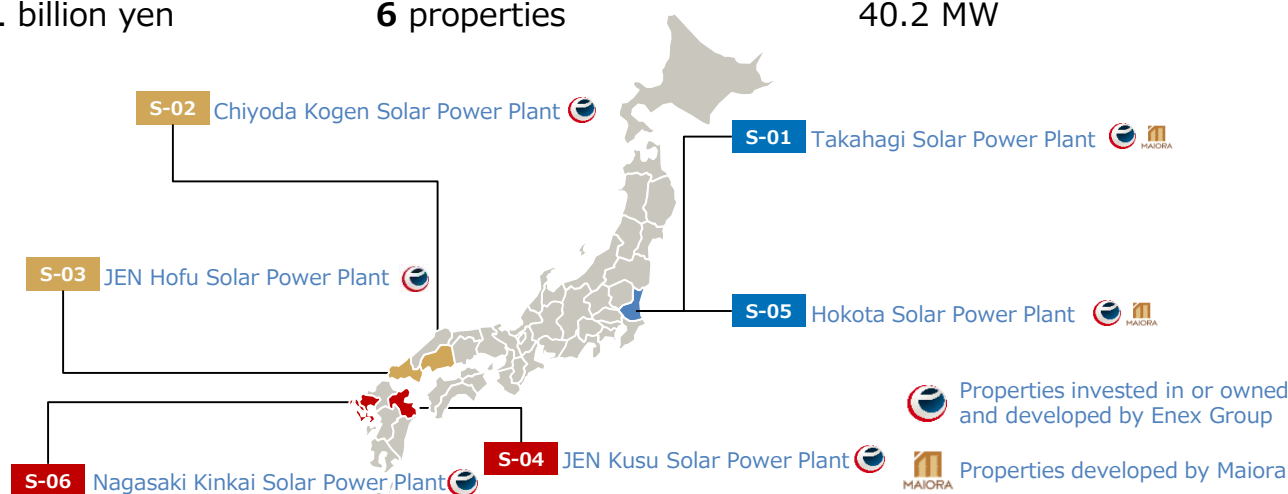 billion yen
6 properties
40.2 MW
S-02 Chiyoda Kogen Solar Power Plant
S-01 Takahagi Solar Power Plant
MAIORA
S-03 JEN Hofu Solar Power Plant
S-05 Hokota Solar Power Plant
MAIORA
Properties invested in or owned
and developed by Enex Group
S-04 JEN Kusu Solar Power Plant
MAIORA
Properties developed by Maiora
S-06 Nagasaki Kinkai Solar Power Plant